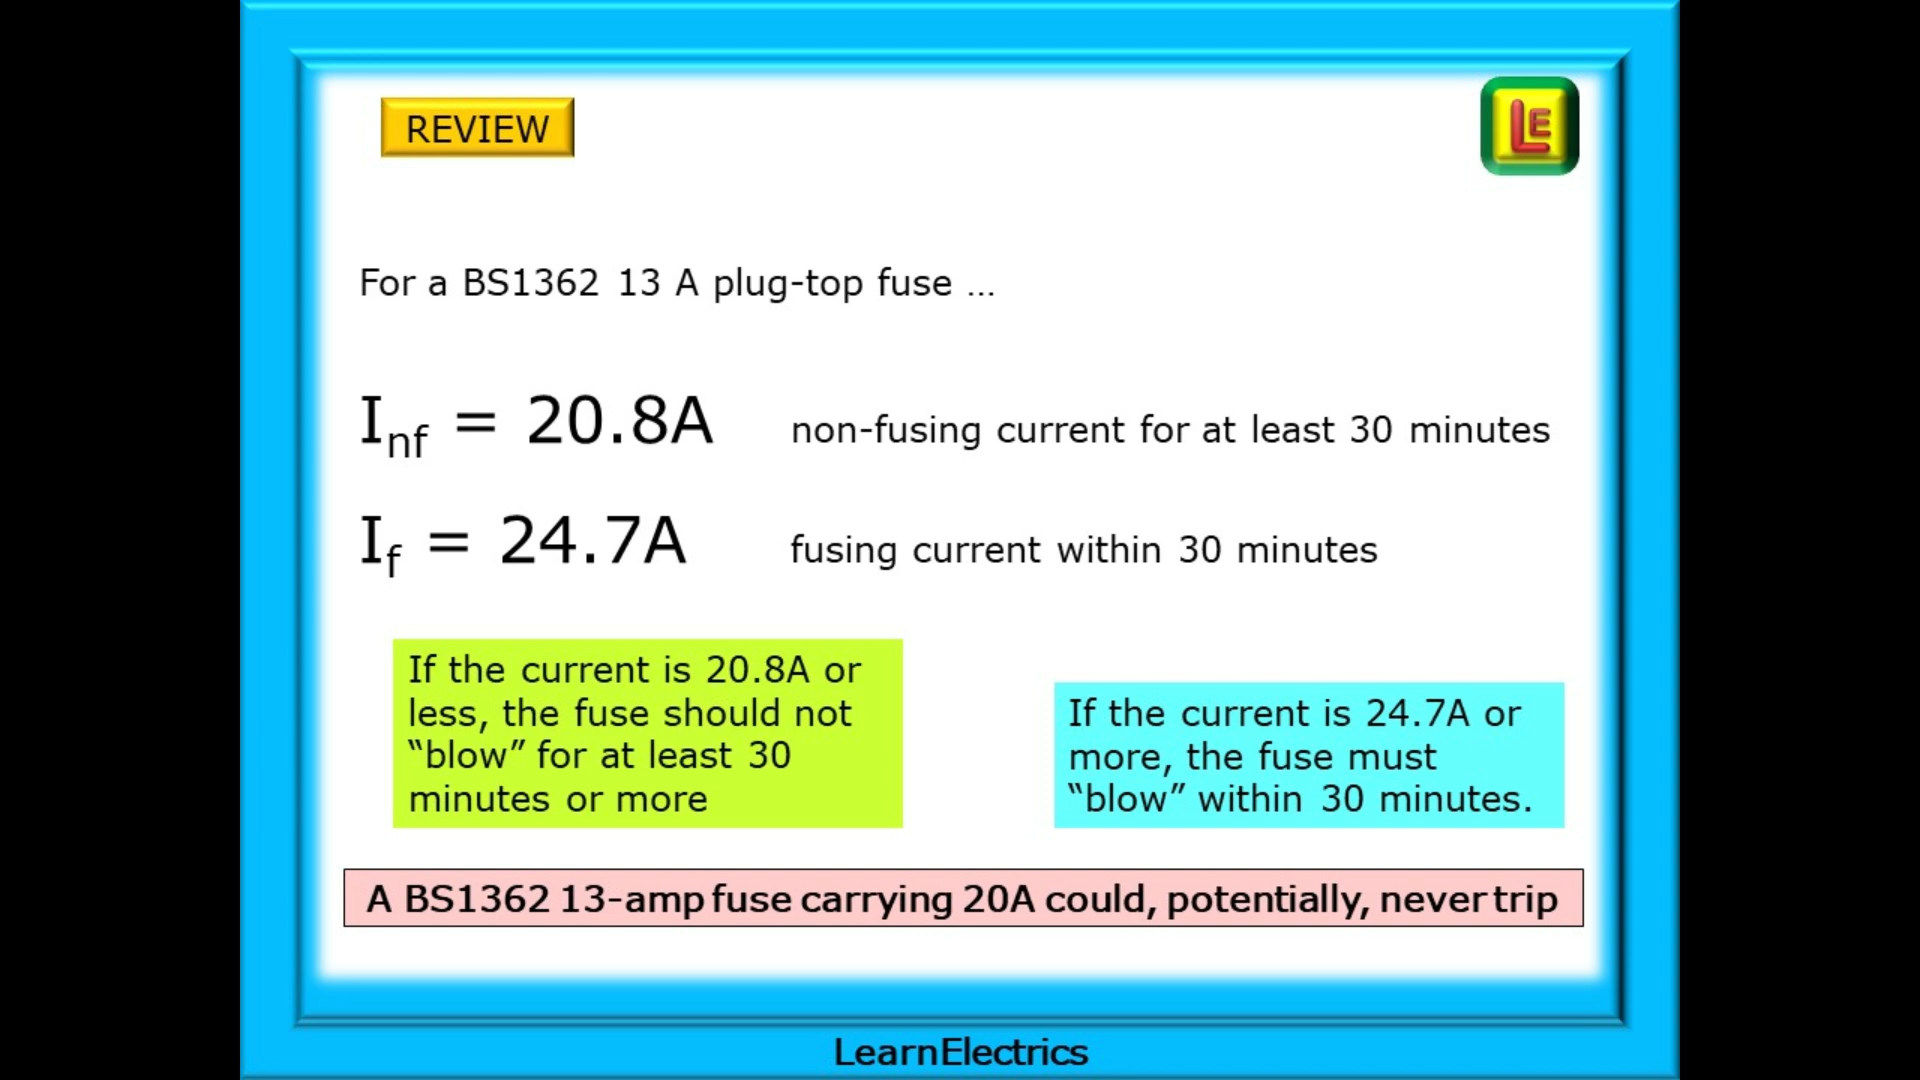 REVIEW
LE
For a BS1362 13 A plug-top fuse ...
Inf = 20.8A non-fusing current for at least 30 minutes
If = 24.7A fusing current within 30 minutes
If the current is 20.8A or
less, the fuse should not
“blow” for at least 30
minutes or more
If the current is 24.7A or
more, the fuse must
“blow” within 30 minutes.
A BS1362 13-amp fuse carrying 20A could, potentially, never trip
LearnElectrics